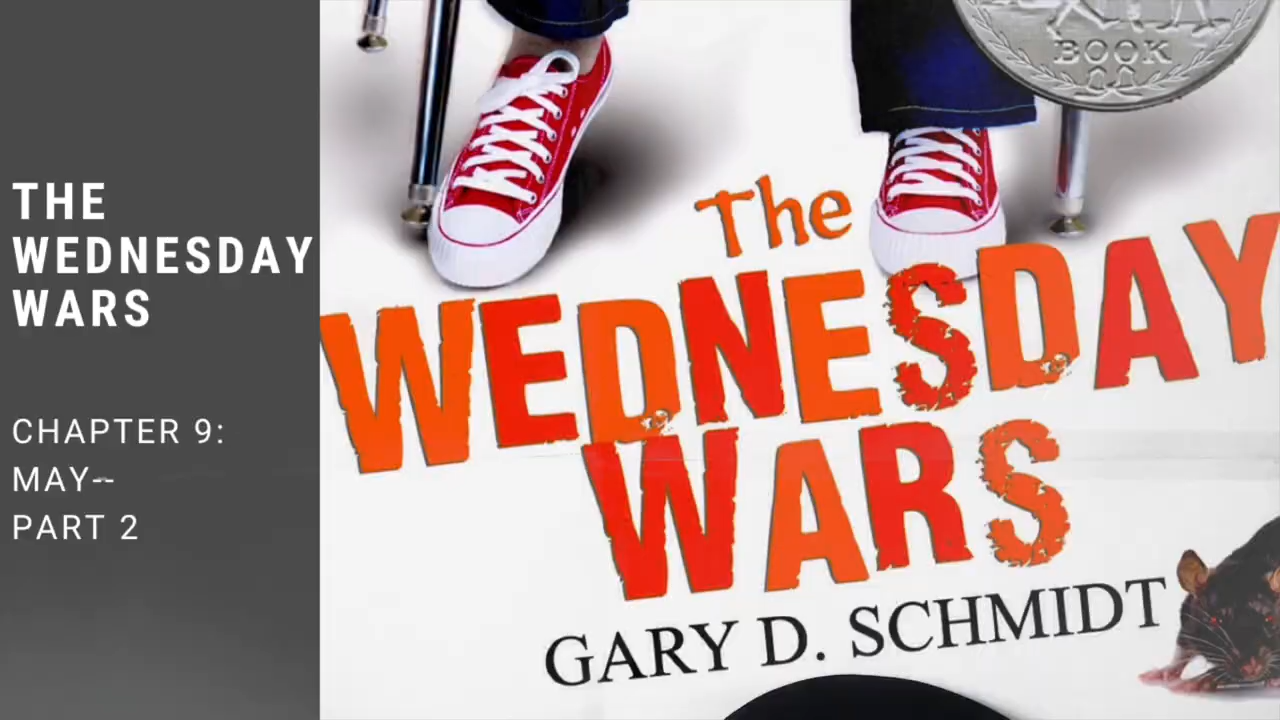 THE
WEDNESDAY
WARS
CHAPTER 9:
MAY--
PART 2
BOOK
The
WEDNESDAY
WARS
GARY D. SCHMIDT